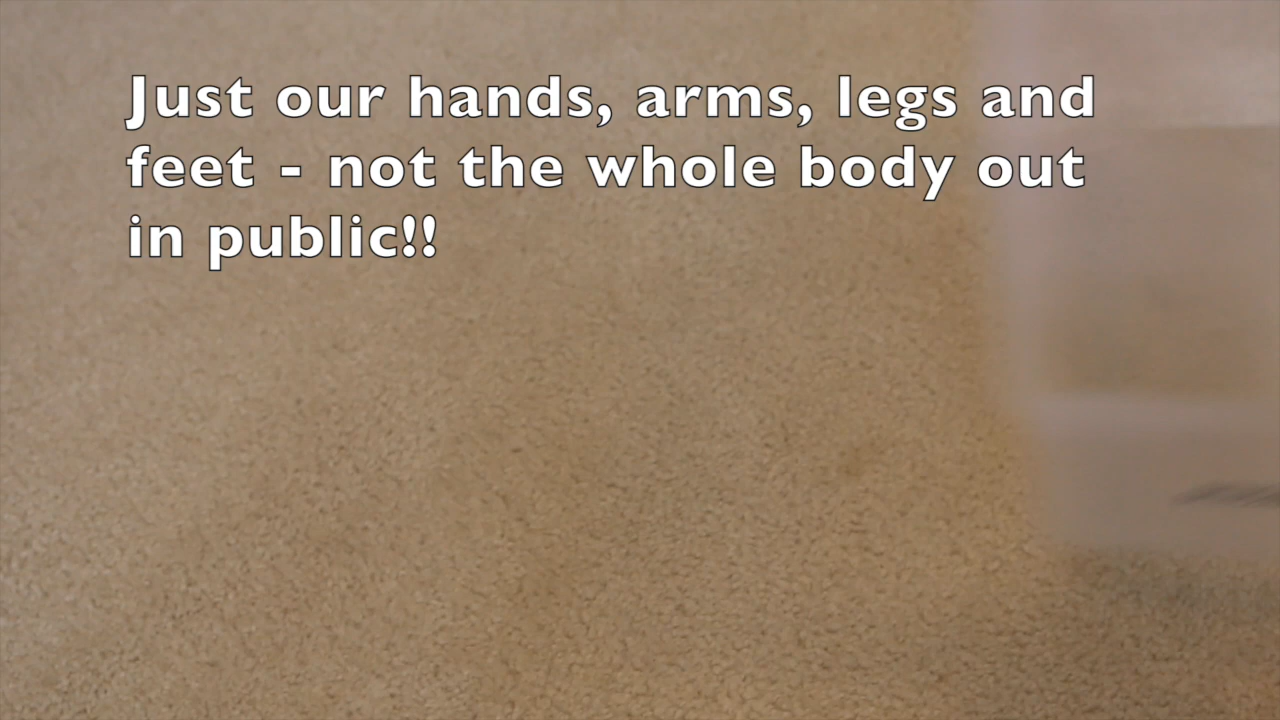 Just our hands, arms, legs and
feet - not the whole body out
in public!!